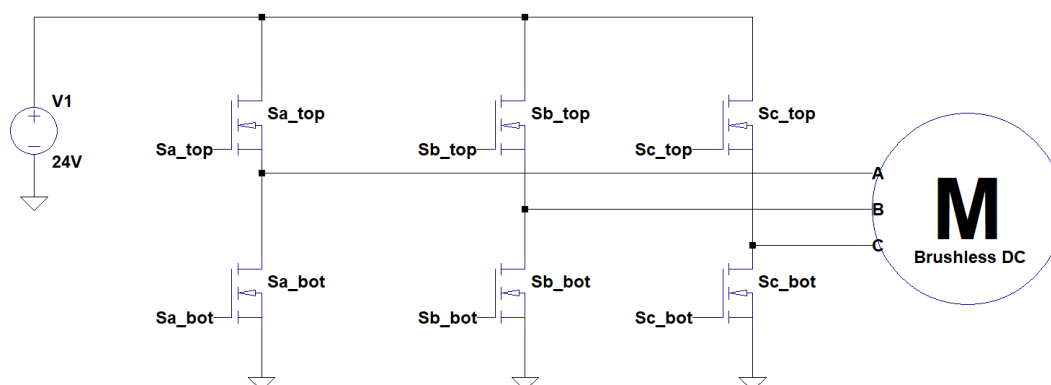 V1
24V
Sa_top
Sa_top
Sb_top
Sb_top
Sc_top
Sc_top
A
B
C
M
Brushless DC
Sa_bot
Sa_bot
Sb_bot
Sb_bot
Sc_bot
Sc_bot